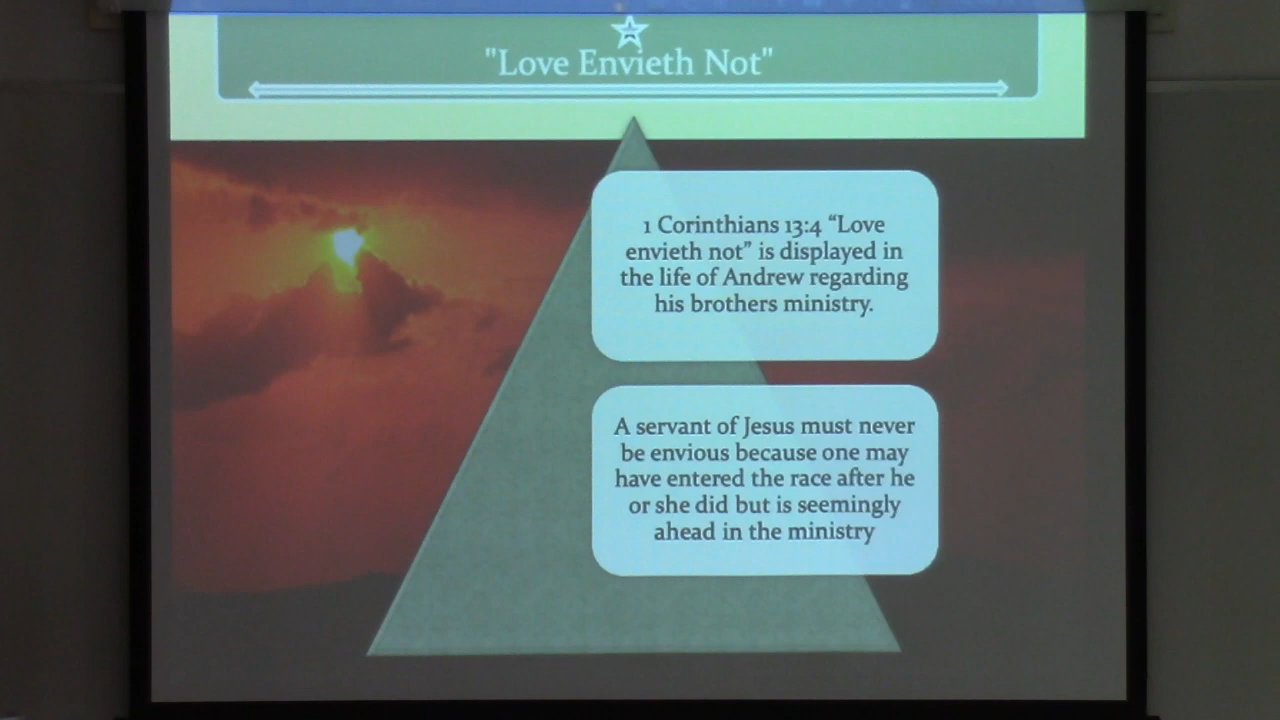 "Love Envieth Not"
1 Corinthians 13:4 “Love
envieth not” is displayed in
the life of Andrew regarding
his brothers ministry.
A servant of Jesus must never
be envious because one may
have entered the race after he
or she did but is seemingly
ahead in the ministry